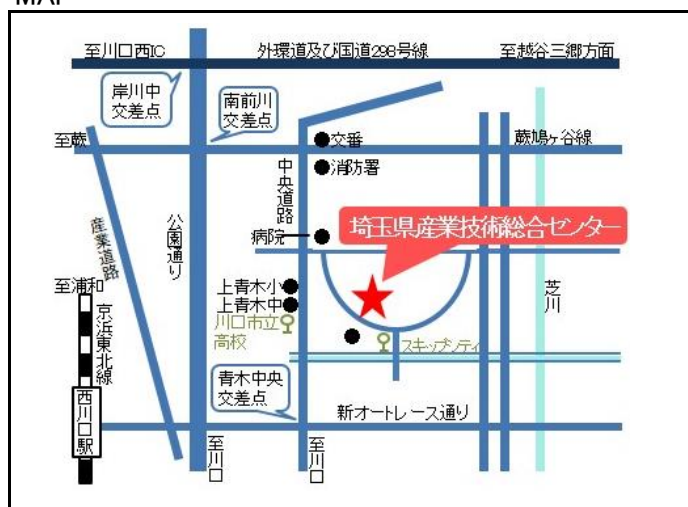 MAP
至川口西IC
外環道及び国道298号線
至越谷三郷方面
岸川中
交差点
南前川
交差点
至蕨
交番
蕨鳩ヶ谷線
消防署
中央道路
産業道路
公園通り
病院
埼玉県産業技術総合センター
至浦和
上青木小
上青木中
川口市立
高校
芝川
京浜東北線
スキップシティ
青木中央
交差点
西川口駅
新オートレース通り
至川口
至川口